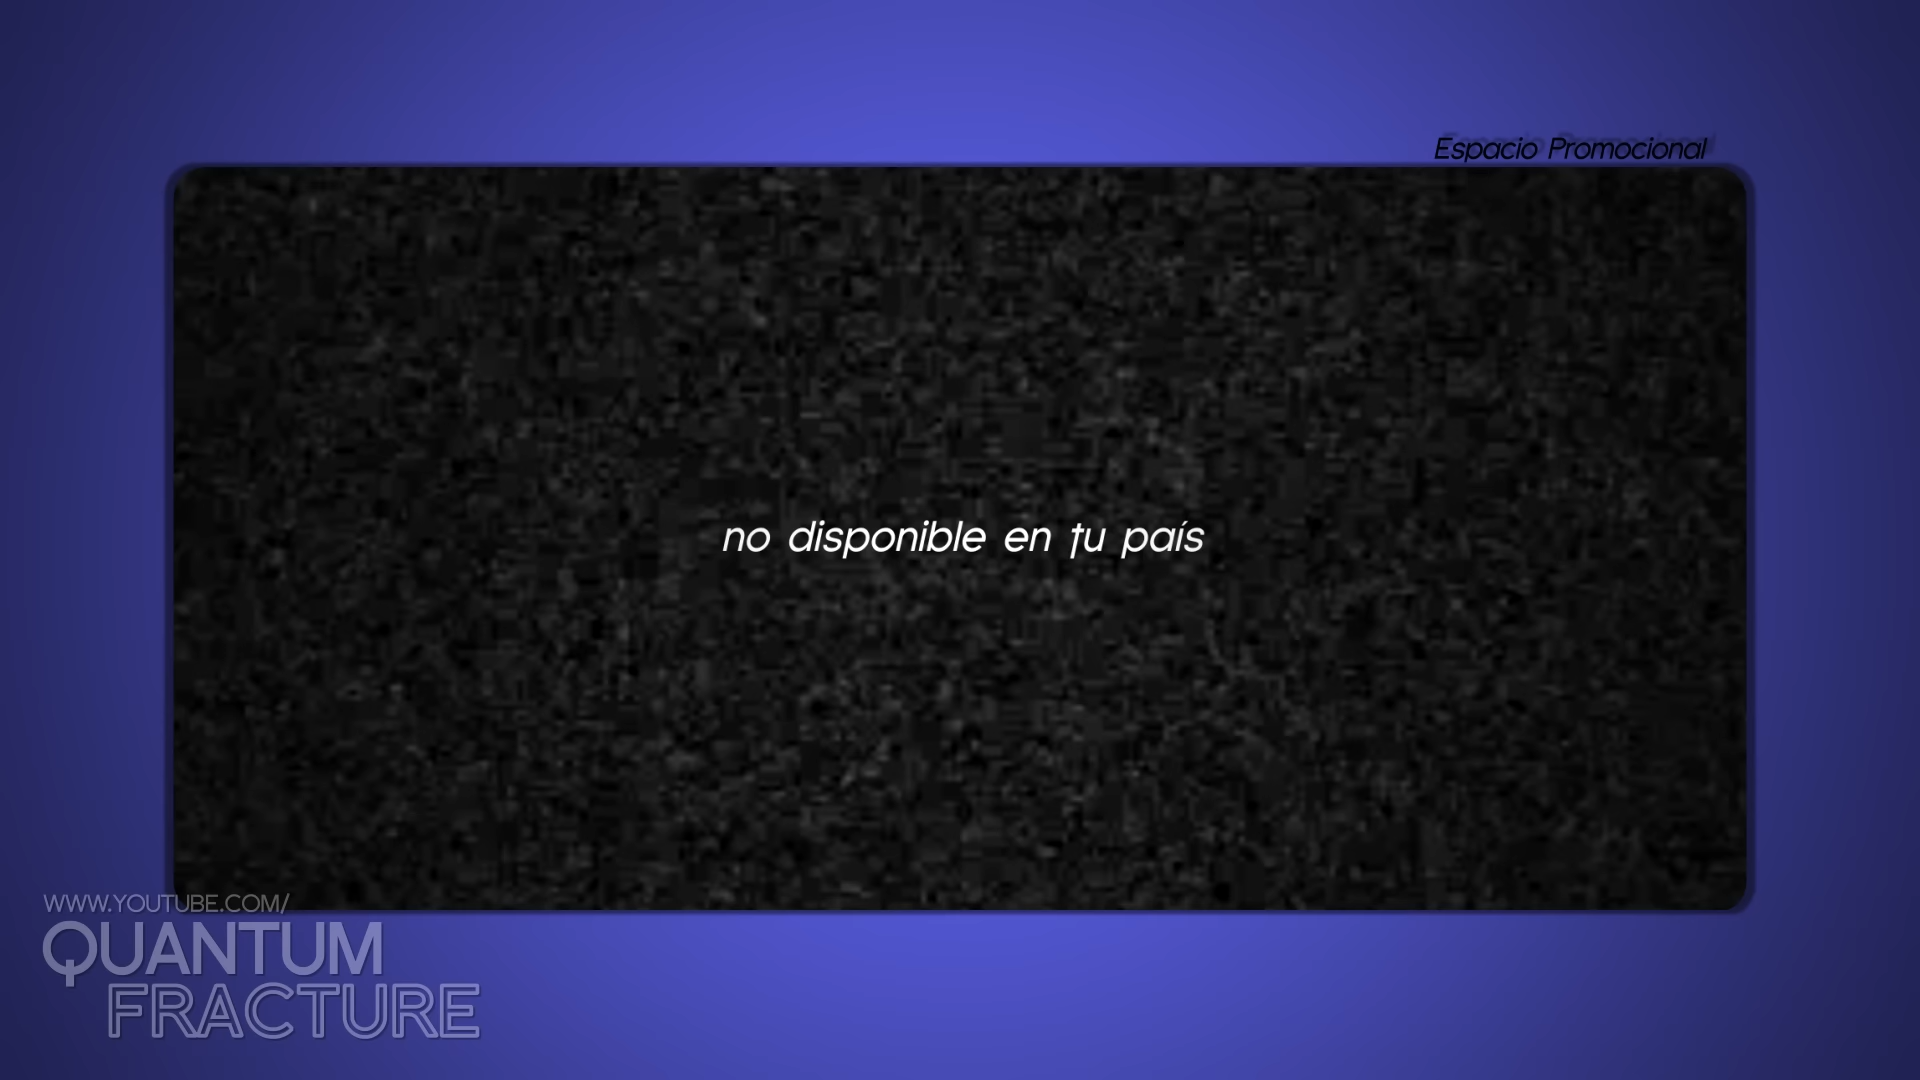 Espacio Promocional
no disponible en tu país
WWW.YOUTUBE.COM/
QUANTUM
FRACTURE